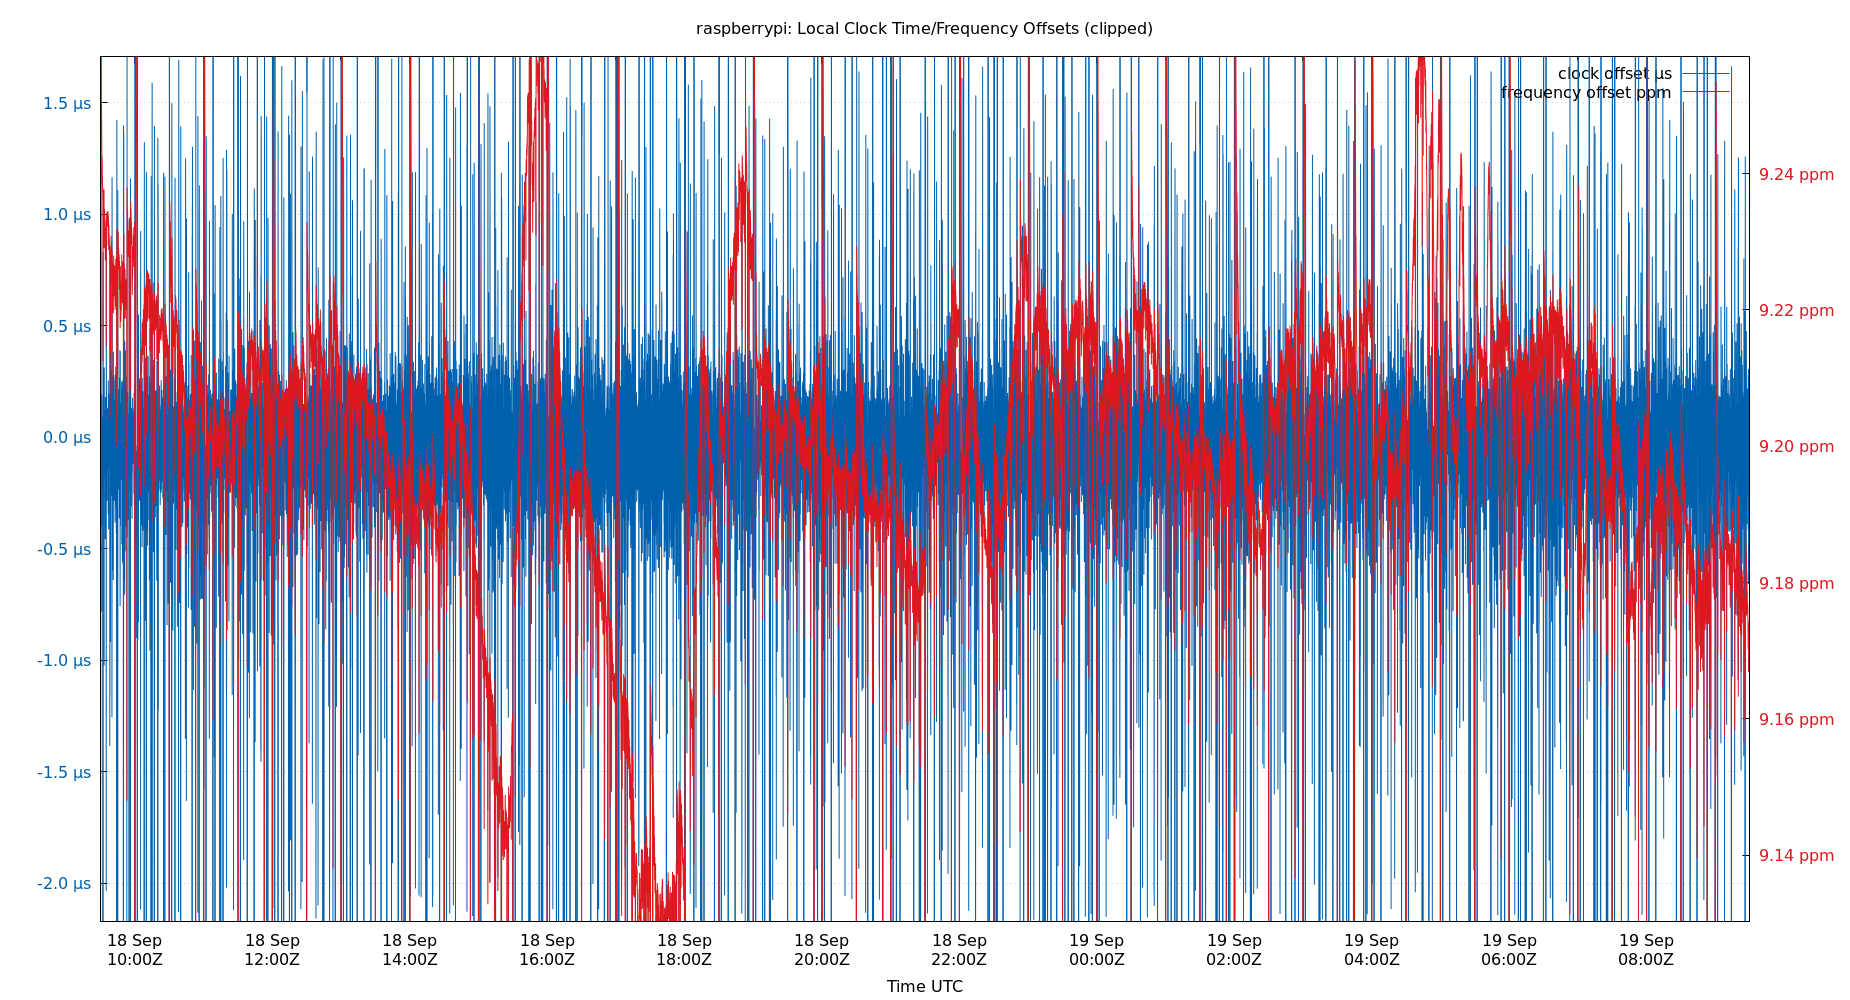 raspberrypi: Local Clock Time/Frequency Offsets (clipped)
clock offset µs
frequency offset ppm
1.5 µs
1.0 µs
0.5 µs
0.0 µs
-0.5 µs
-1.0 µs
-1.5 µs
-2.0 µs
9.24 ppm
9.22 ppm
9.20 ppm
9.18 ppm
9.16 ppm
9.14 ppm
18 Sep 18 Sep 18 Sep 18 Sep 18 Sep 18 Sep 18 Sep 19 Sep 19 Sep 19 Sep 19 Sep 19 Sep
10:00Z 12:00Z 14:00Z 16:00Z 18:00Z 20:00Z 22:00Z 00:00Z 02:00Z 04:00Z 06:00Z 08:00Z
Time UTC